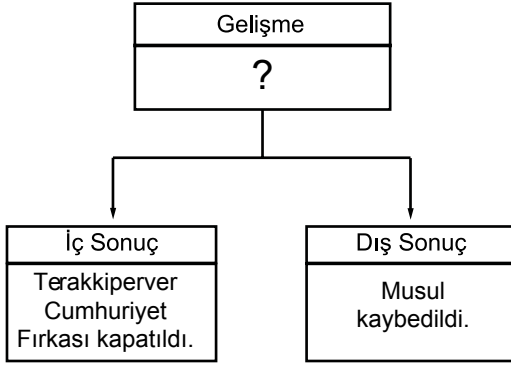 Gelişme
?
İç Sonuç
Terakkiperver
Cumhuriyet
Fırkası kapatıldı.
Dış Sonuç
Musul
kaybedildi.